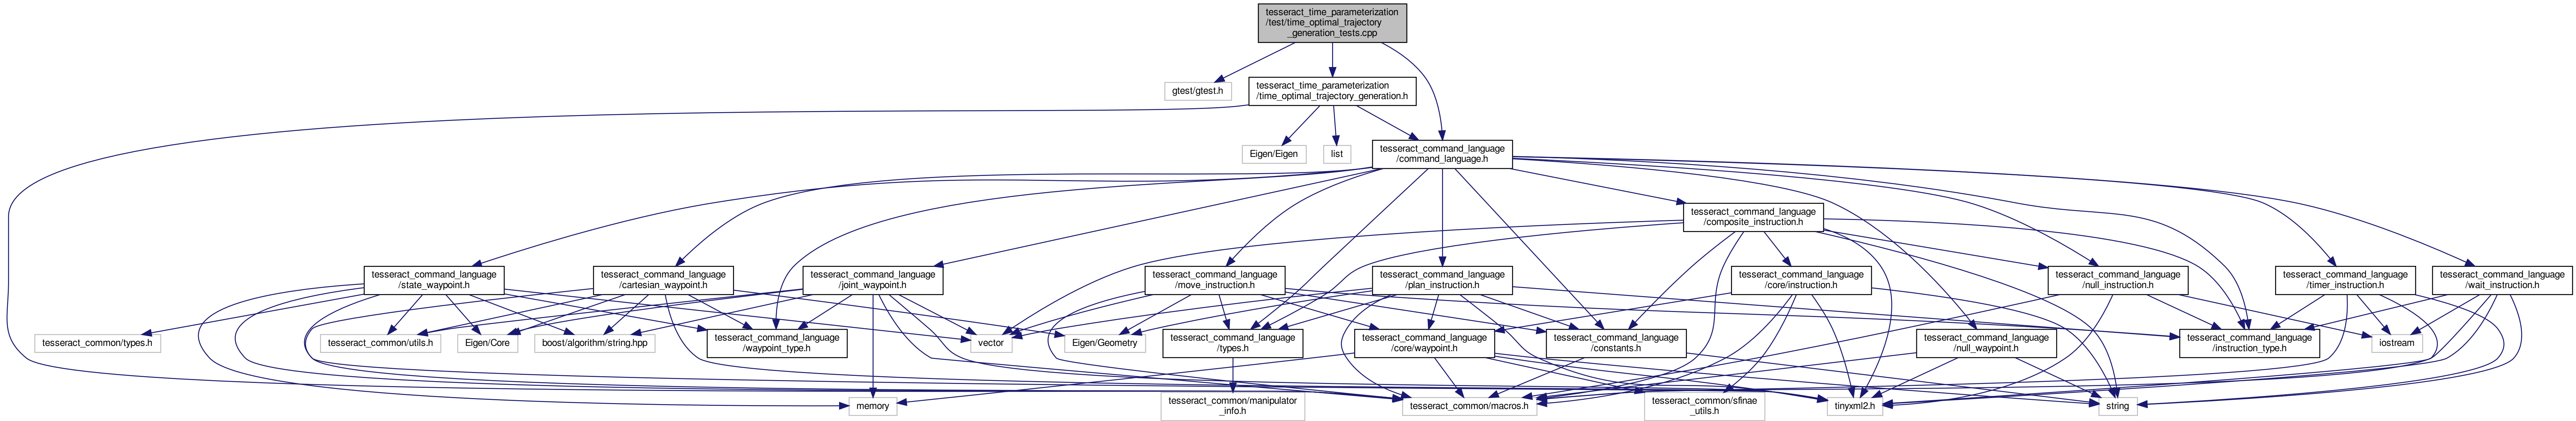 tesseract_time_parameterization
/test/time_optimal_trajectory
_generation_tests.cpp
gtest/gtest.h
tesseract_time_parameterization
/time_optimal_trajectory_generation.h
Eigen/Eigen
list
tesseract_command_language
/command_language.h
tesseract_command_language
/composite_instruction.h
tesseract_command_language
/state_waypoint.h
tesseract_command_language
/cartesian_waypoint.h
tesseract_command_language
/joint_waypoint.h
tesseract_command_language
/move_instruction.h
tesseract_command_language
/plan_instruction.h
tesseract_command_language
/core/instruction.h
tesseract_command_language
/null_instruction.h
tesseract_command_language
/timer_instruction.h
tesseract_command_language
/wait_instruction.h
tesseract_common/types.h
tesseract_common/utils.h
Eigen/Core
boost/algorithm/string.hpp
tesseract_command_language
/waypoint_type.h
vector
Eigen/Geometry
tesseract_command_language
/types.h
tesseract_command_language
/core/waypoint.h
tesseract_command_language
/constants.h
tesseract_command_language
/null_waypoint.h
tesseract_command_language
/instruction_type.h
iostream
memory
tesseract_common/manipulator
_info.h
tesseract_common/macros.h
tesseract_common/sfinae
_utils.h
tinyxml2.h
string